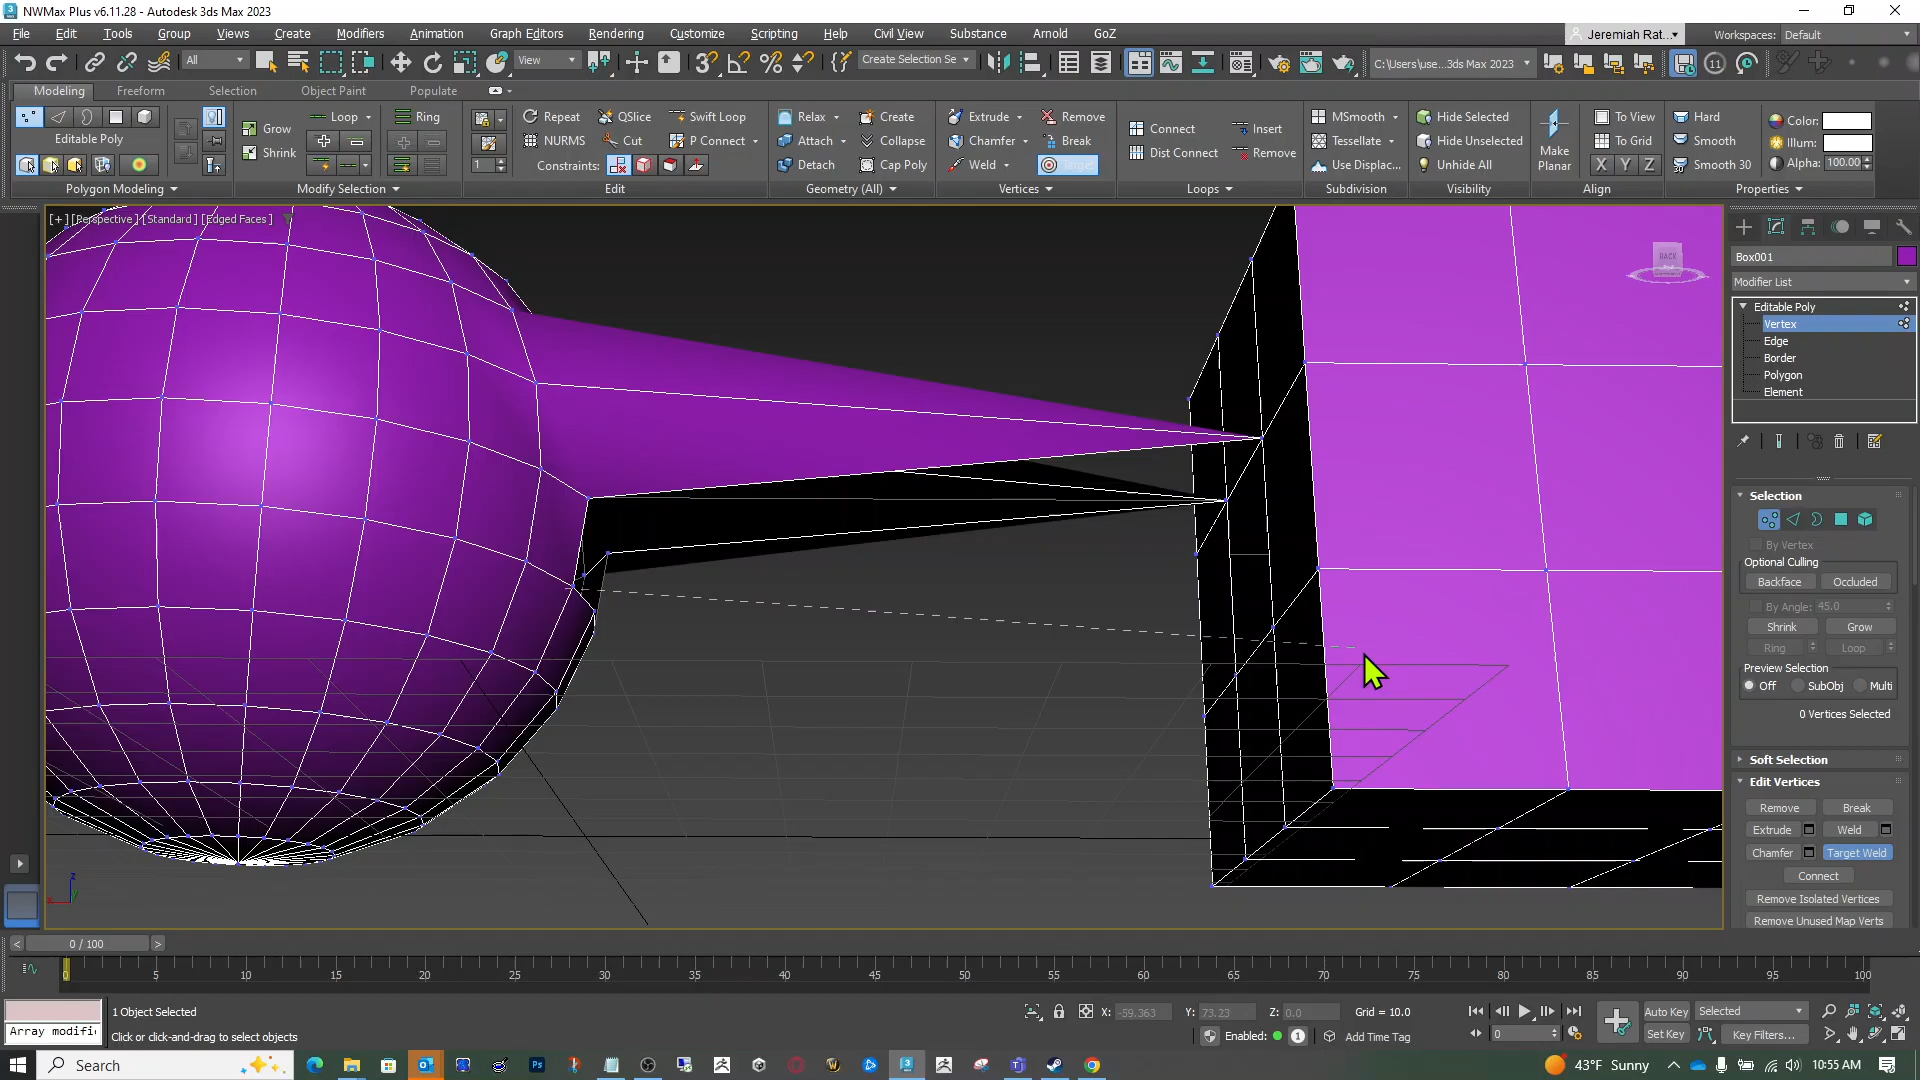 NWMax Plus v6.11.28 - Autodesk 3ds Max 2023
File Edit Tools Group Views Create Modifiers Animation Graph Editors Rendering Customize Scripting Help Civil View Substance Arnold GoZ
Jeremiah Rat... Workspaces: Default
All View Create Selection Se C:\Users\use...3ds Max 2023 11
Modeling Freeform Selection Object Paint Populate
Grow Loop Ring Repeat QSlice Swift Loop Relax Create Extrude Remove Connect Insert MSmooth Hide Selected To View Hard Color:
Editable Poly NURMS Cut P Connect Attach Collapse Chamfer Break Tessellate Hide Unselected Make Planar To Grid Smooth Illum:
Shrink 1 Constraints: Detach Cap Poly Weld Target Dist Connect Remove Use Displac... Unhide All X Y Z Smooth 30 Alpha: 100.00
Polygon Modeling Modify Selection Edit Geometry (All) Vertices Loops Subdivision Visibility Align Properties
[+] [Perspective] [Standard] [Edged Faces]
BACK
Box001
Modifier List
Editable Poly
Vertex
Edge
Border
Polygon
Element
Selection
By Vertex
Optional Culling
Backface Occluded
By Angle: 45.0
Shrink Grow
Ring Loop
Preview Selection
Off SubObj Multi
0 Vertices Selected
Soft Selection
Edit Vertices
Remove Break
Extrude Weld
Chamfer Target Weld
Connect
Remove Isolated Vertices
Remove Unused Map Verts
z
x y
< 0 / 100 >
0 5 10 15 20 25 30 35 40 45 50 55 60 65 70 75 80 85 90 95 100
1 Object Selected X: -59.363 Y: 73.23 Z: 0.0 Grid = 10.0 Auto Key Selected
Array modifi Click or click-and-drag to select objects Enabled: 1 Add Time Tag 0 Set Key Key Filters...
Search 43°F Sunny 10:55 AM